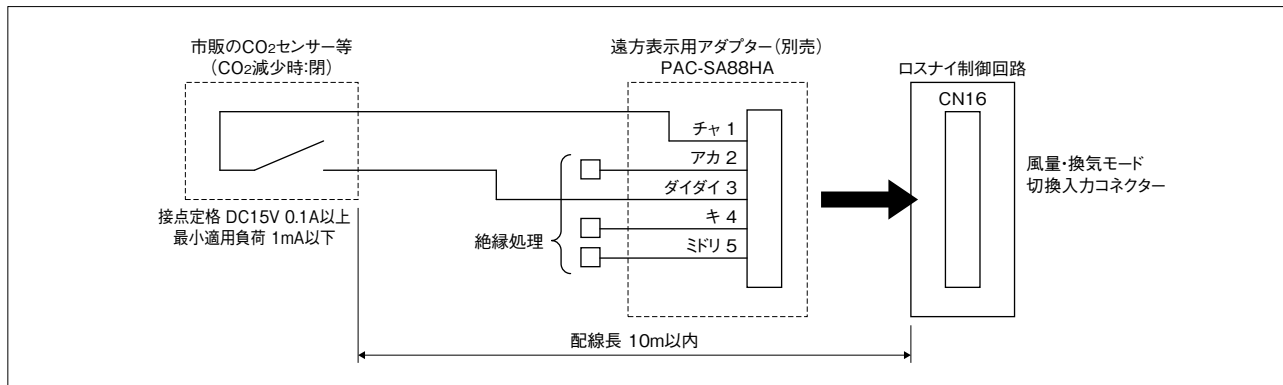 市販のCO2センサー等
(CO2減少時:閉)
接点定格 DC15V 0.1A以上
最小適用負荷 1mA以下
絶縁処理
遠方表示用アダプター(別売)
PAC-SA88HA
チャ 1
アカ 2
ダイダイ 3
キ 4
ミドリ 5
ロスナイ制御回路
CN16
風量・換気モード
切換入力コネクター
配線長 10m以内